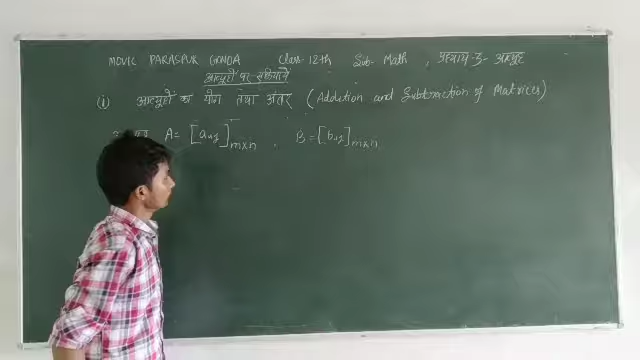 MOVIC PARASPUR GONDA Class-12th Sub- Math , अध्याय-3- आव्यूह
आव्यूहों पर संक्रियायें
(i) आव्यूहों का योग तथा अंतर (Addition and Subtraction of Matrices)
A = [aij]m×n , B = [bij]m×n